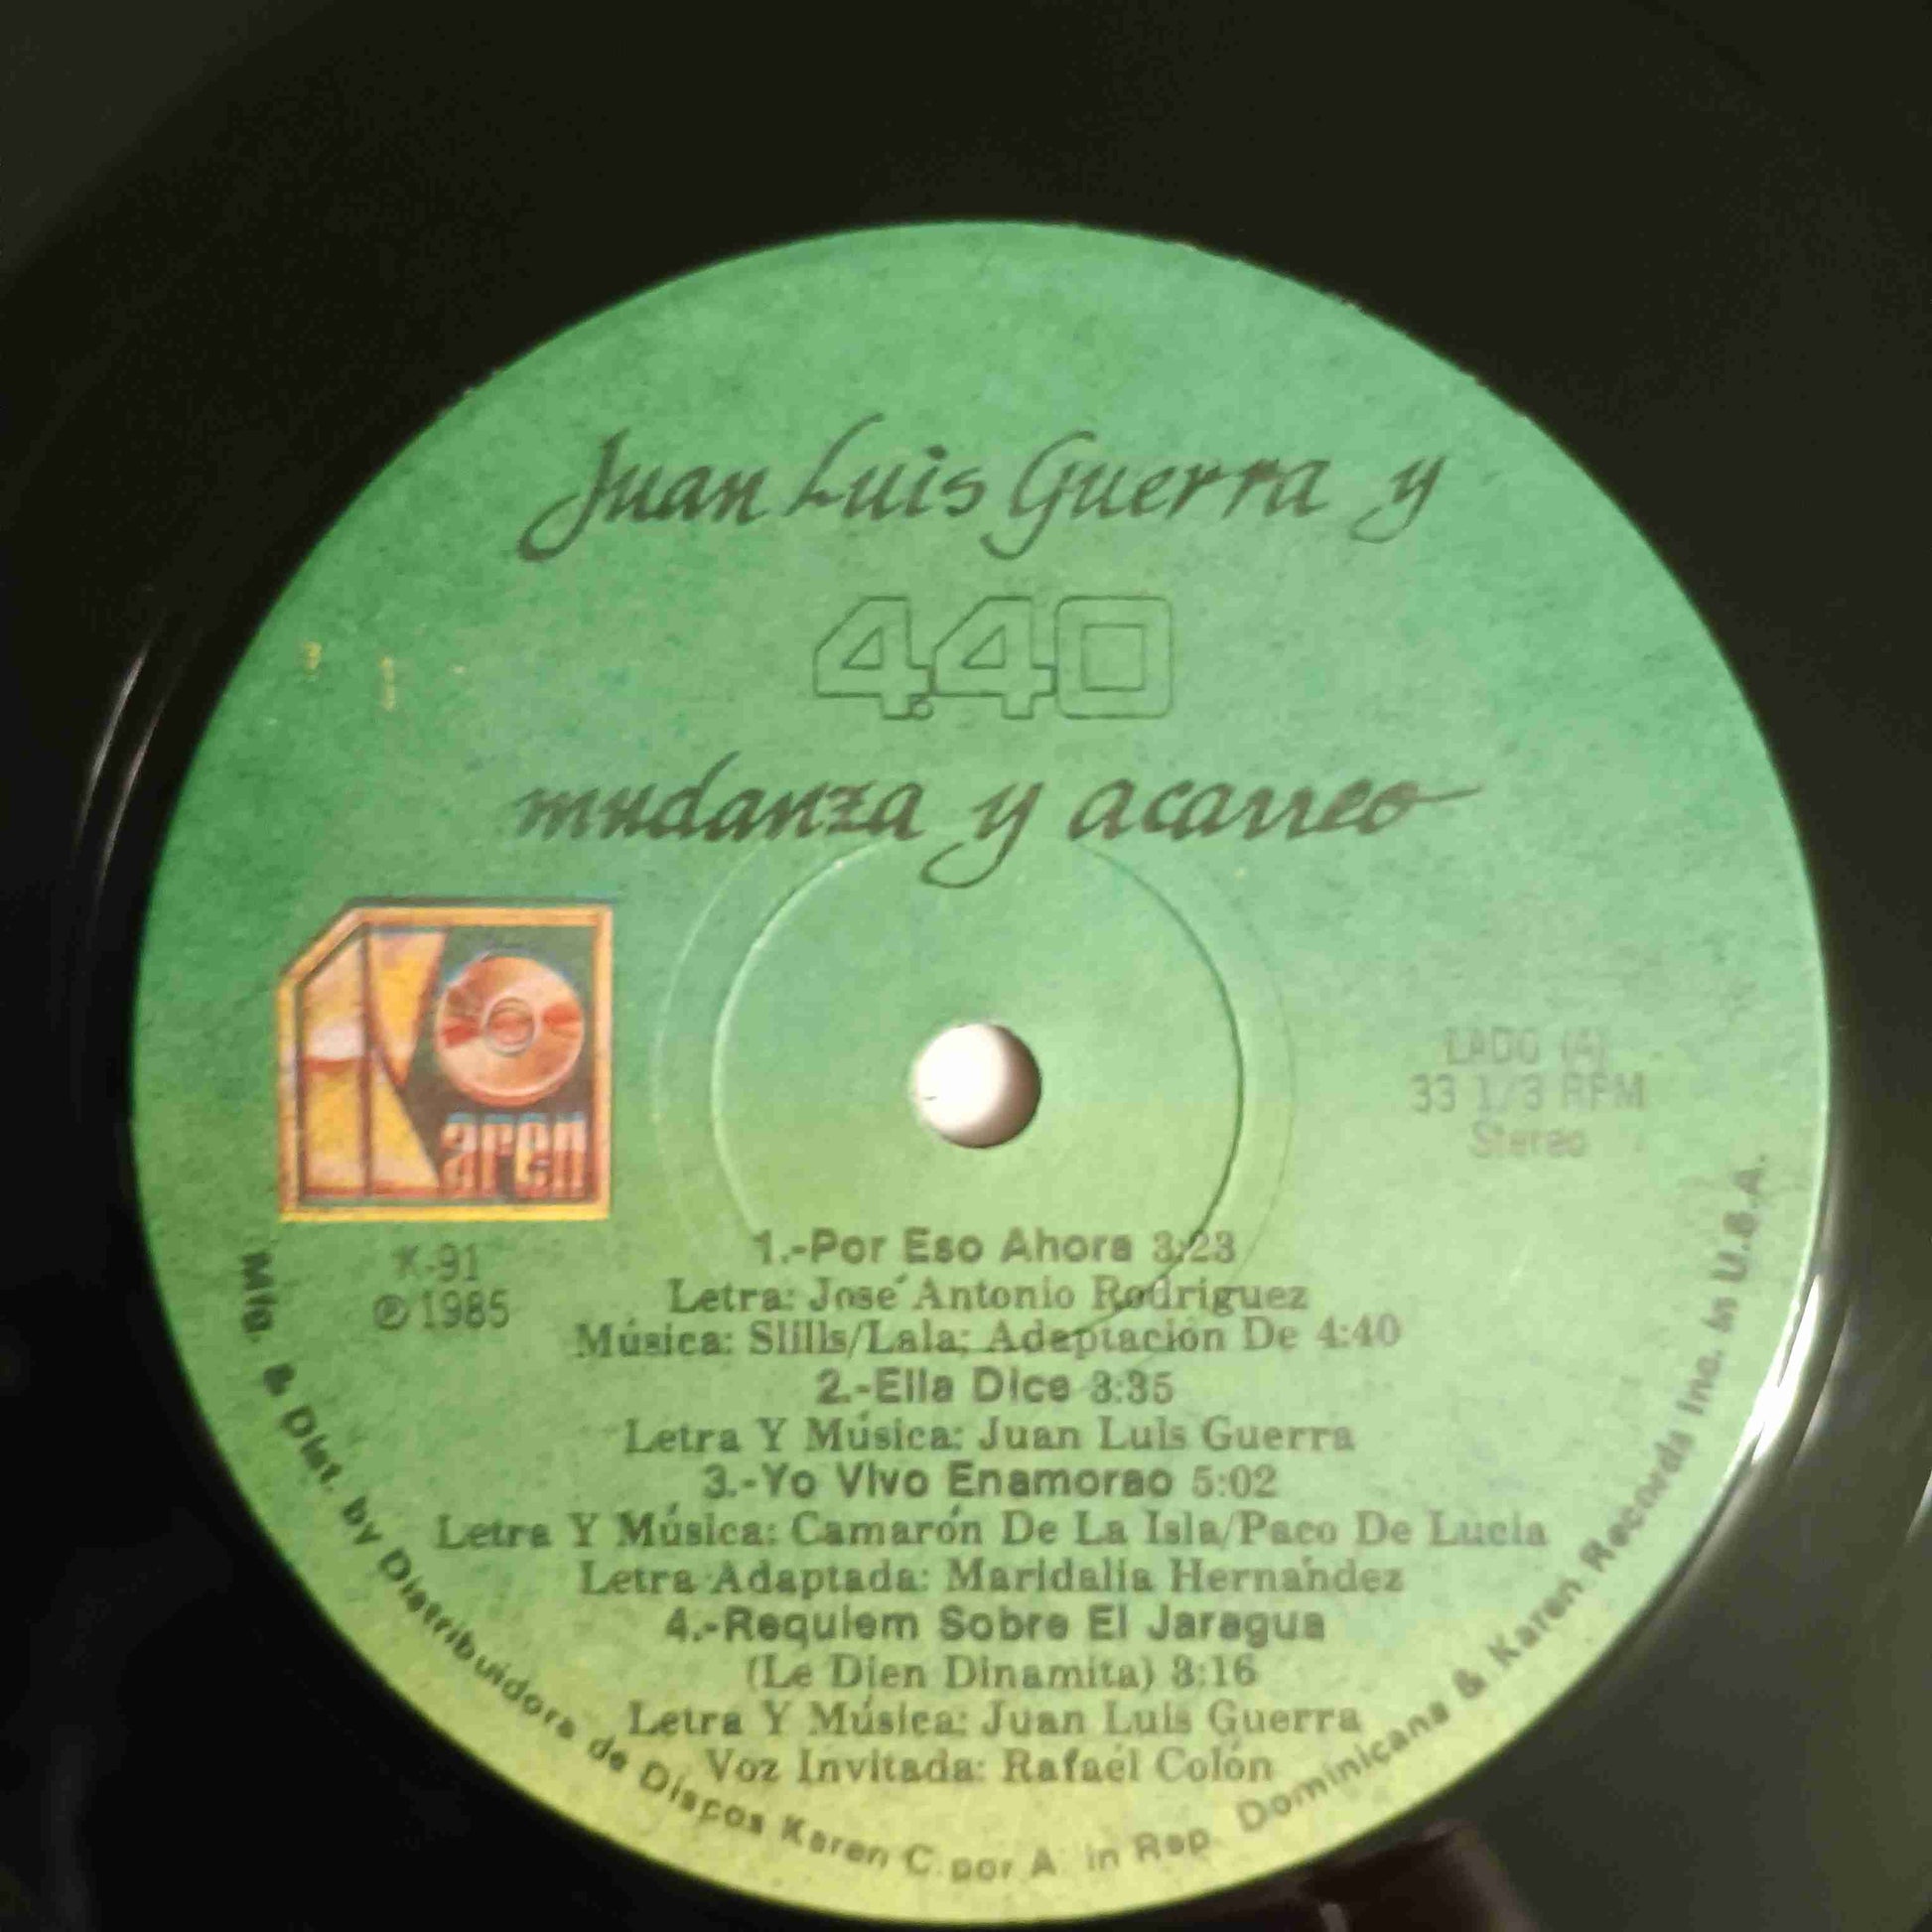 Juan Luis Guerra y
4.40
mudanza y acarreo
Karen
LADO (A)
33 1/3 RPM
Stereo
K-91
℗ 1985
1.-Por Eso Ahora 3:23
Letra: José Antonio Rodriguez
Música: Slills/Lala; Adaptación De 4:40
2.-Ella Dice 3:35
Letra Y Música: Juan Luis Guerra
3.-Yo Vivo Enamorao 5:02
Letra Y Música: Camarón De La Isla/Paco De Lucia
Letra Adaptada: Maridalia Hernández
4.-Requiem Sobre El Jaragua
(Le Dien Dinamita) 3:16
Letra Y Música: Juan Luis Guerra
Voz Invitada: Rafaél Colón
Mfg. & Dist. by Distribuidora de Discos Karen C. por A. in Rep. Dominicana & Karen Records Inc. in U.S.A.